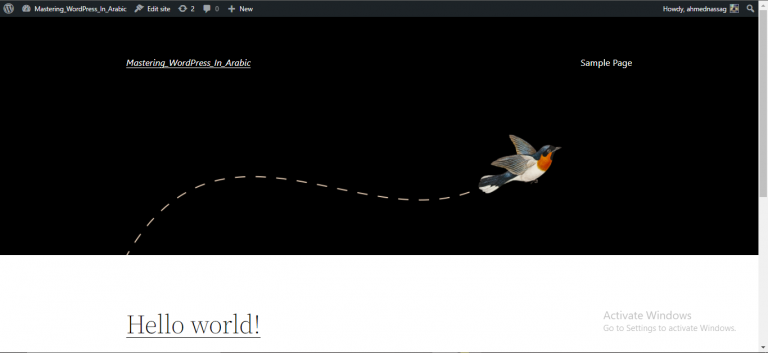 Mastering_WordPress_In_Arabic Edit site 2 0 New Howdy, ahmednassag
Mastering_WordPress_In_Arabic Sample Page
Hello world!
Activate Windows
Go to Settings to activate Windows.